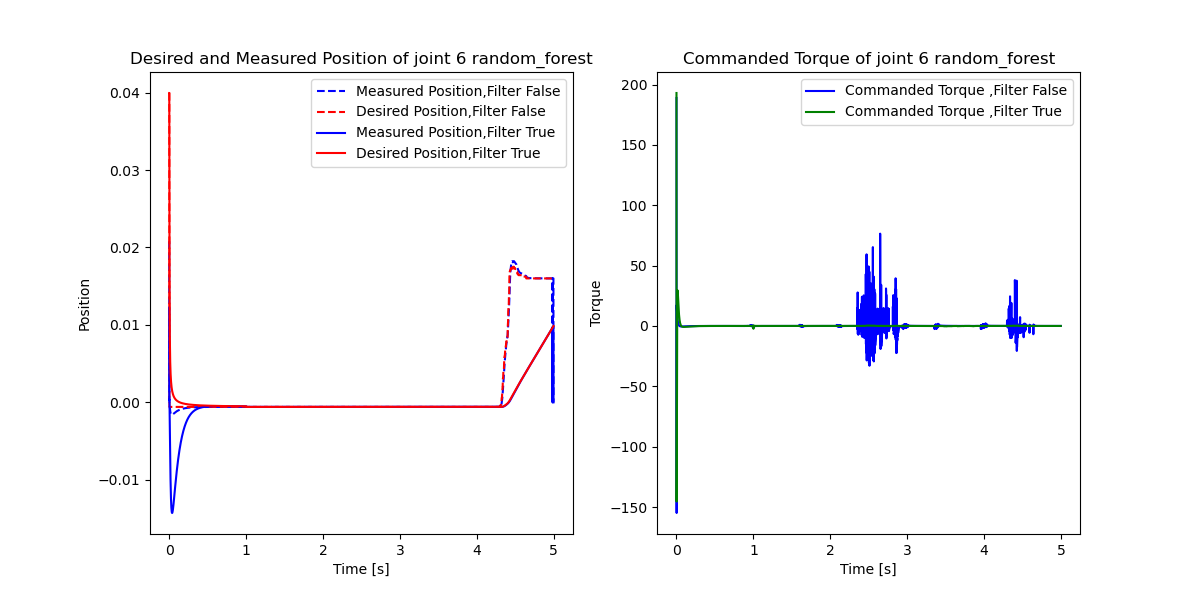 Desired and Measured Position of joint 6 random_forest
Measured Position,Filter False
Desired Position,Filter False
Measured Position,Filter True
Desired Position,Filter True
Position
0.04
0.03
0.02
0.01
0.00
−0.01
0 1 2 3 4 5
Time [s]
Commanded Torque of joint 6 random_forest
Commanded Torque ,Filter False
Commanded Torque ,Filter True
Torque
200
150
100
50
0
−50
−100
−150
0 1 2 3 4 5
Time [s]